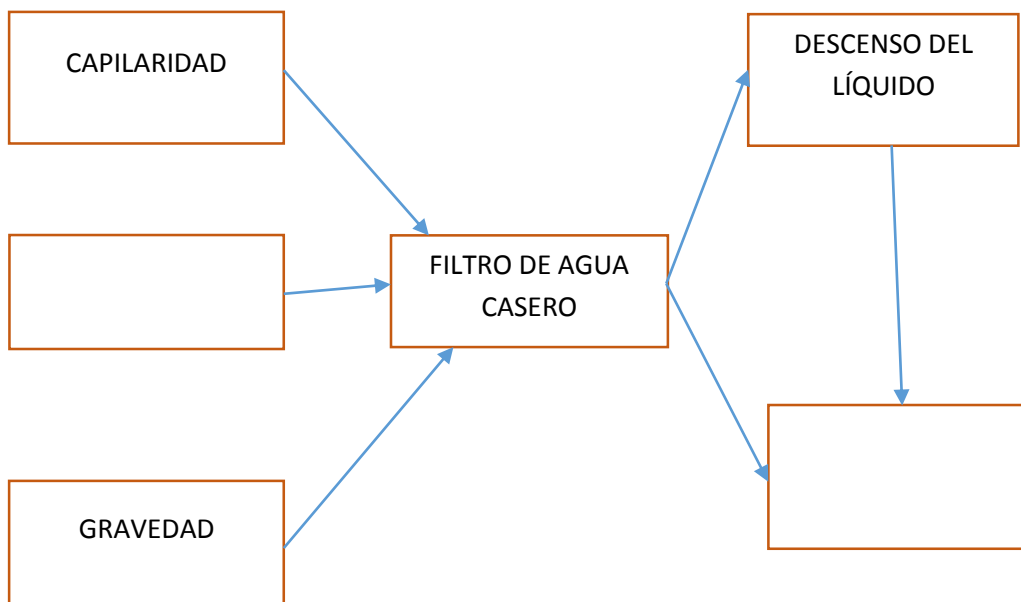 CAPILARIDAD
DESCENSO DEL
LÍQUIDO
FILTRO DE AGUA
CASERO
GRAVEDAD